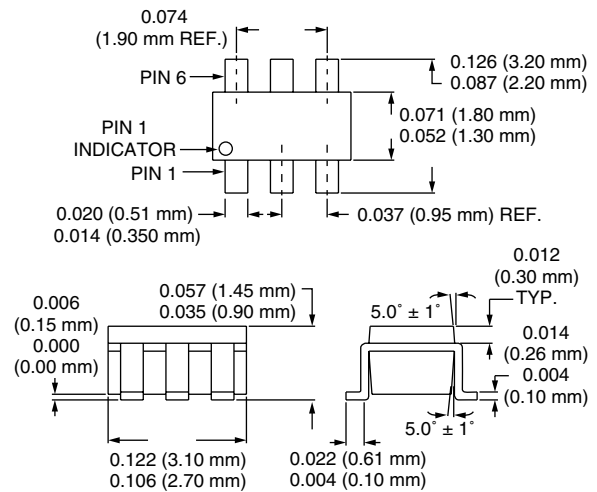 0.074
(1.90 mm REF.)
PIN 6
0.126 (3.20 mm)
0.087 (2.20 mm)
0.071 (1.80 mm)
0.052 (1.30 mm)
PIN 1
INDICATOR
PIN 1
0.020 (0.51 mm)
0.014 (0.350 mm)
0.037 (0.95 mm) REF.
0.012
(0.30 mm)
TYP.
0.006
(0.15 mm)
0.000
(0.00 mm)
0.057 (1.45 mm)
0.035 (0.90 mm)
5.0° ± 1°
0.014
(0.26 mm)
0.004
(0.10 mm)
5.0° ± 1°
0.122 (3.10 mm)
0.106 (2.70 mm)
0.022 (0.61 mm)
0.004 (0.10 mm)